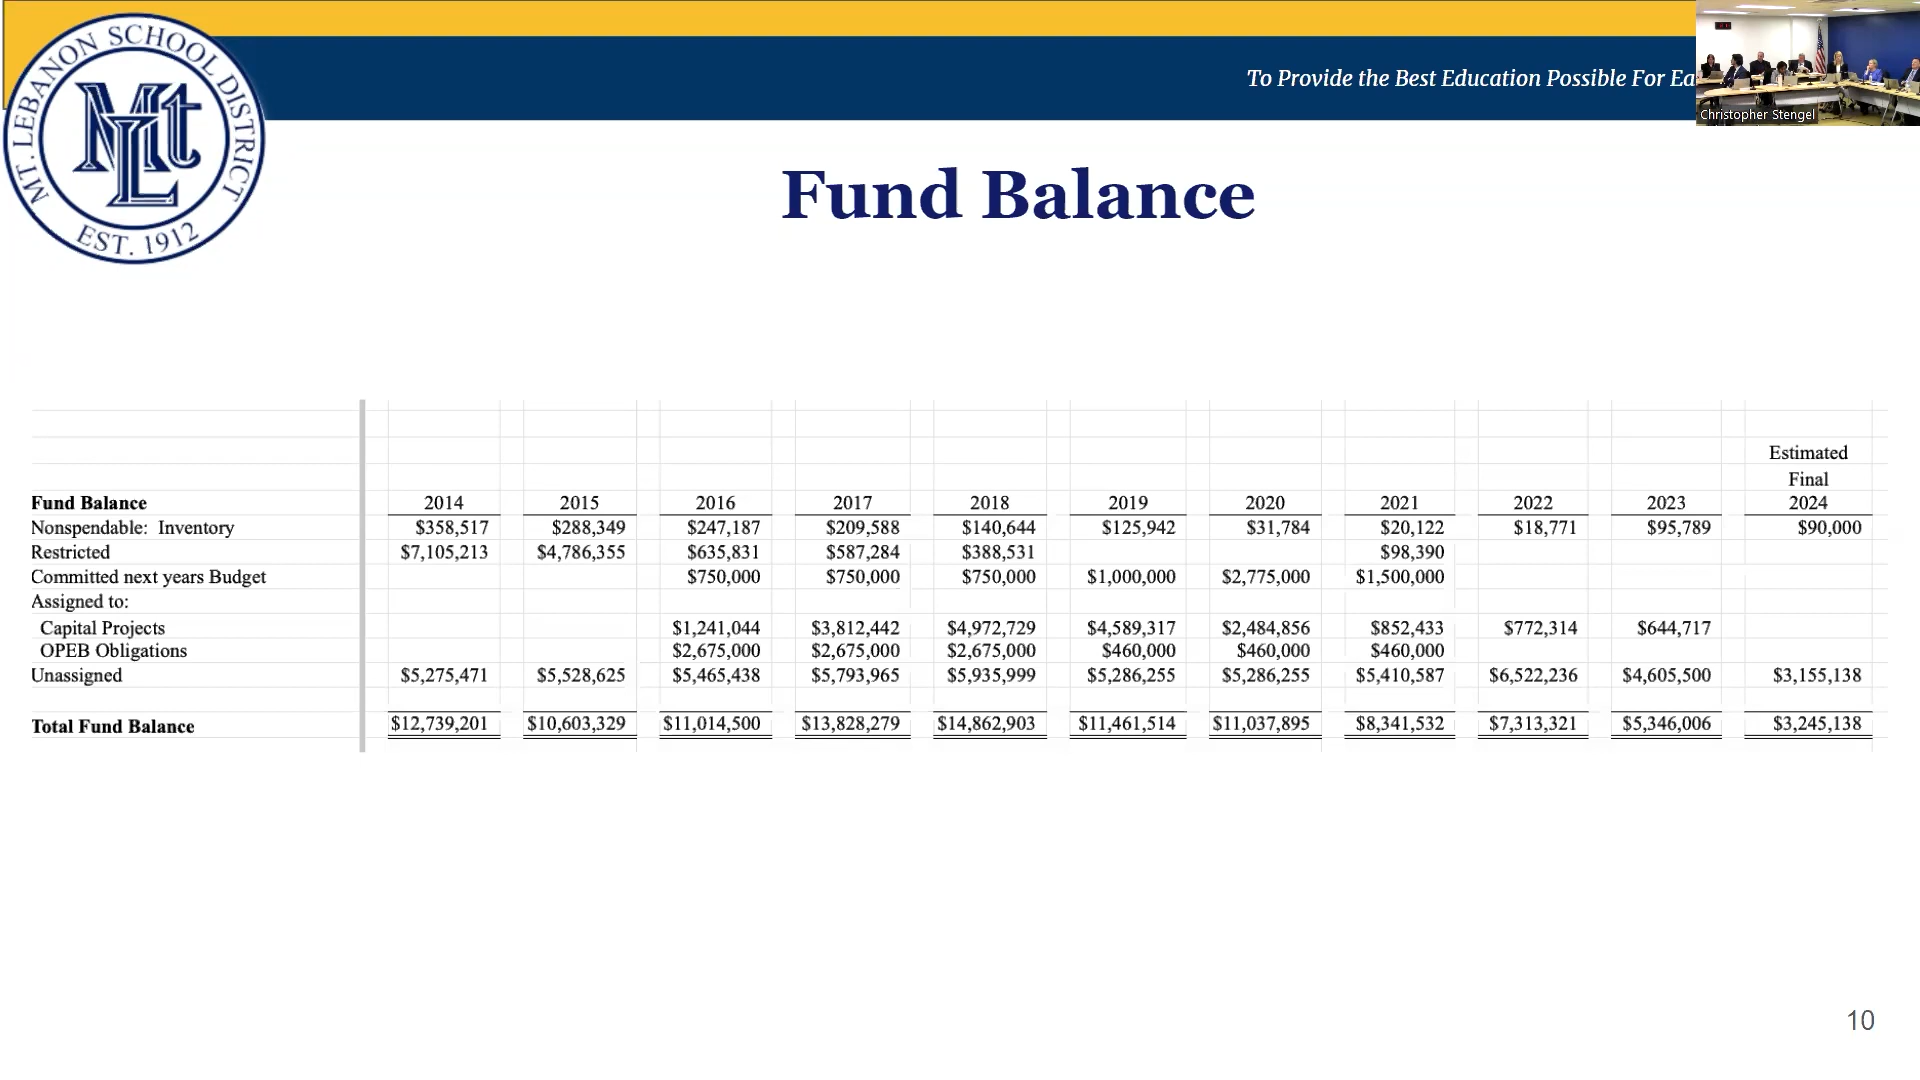 MT. LEBANON SCHOOL DISTRICT
MtL
EST. 1912
To Provide the Best Education Possible For Ea
Christopher Stengel
Fund Balance
Estimated
Final
Fund Balance 2014 2015 2016 2017 2018 2019 2020 2021 2022 2023 2024
Nonspendable: Inventory $358,517 $288,349 $247,187 $209,588 $140,644 $125,942 $31,784 $20,122 $18,771 $95,789 $90,000
Restricted $7,105,213 $4,786,355 $635,831 $587,284 $388,531 $98,390
Committed next years Budget $750,000 $750,000 $750,000 $1,000,000 $2,775,000 $1,500,000
Assigned to:
Capital Projects $1,241,044 $3,812,442 $4,972,729 $4,589,317 $2,484,856 $852,433 $772,314 $644,717
OPEB Obligations $2,675,000 $2,675,000 $2,675,000 $460,000 $460,000 $460,000
Unassigned $5,275,471 $5,528,625 $5,465,438 $5,793,965 $5,935,999 $5,286,255 $5,286,255 $5,410,587 $6,522,236 $4,605,500 $3,155,138
Total Fund Balance $12,739,201 $10,603,329 $11,014,500 $13,828,279 $14,862,903 $11,461,514 $11,037,895 $8,341,532 $7,313,321 $5,346,006 $3,245,138
10